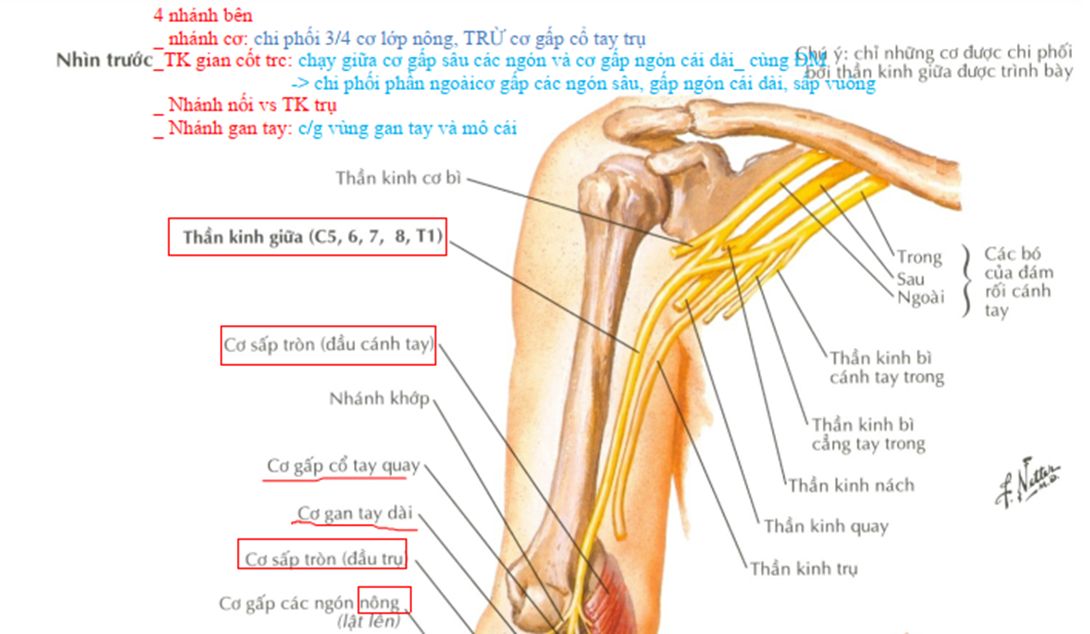 4 nhánh bên
_ nhánh cơ: chi phối 3/4 cơ lớp nông, TRỪ cơ gấp cổ tay trụ
Nhìn trước _TK gian cốt trc: chạy giữa cơ gấp sâu các ngón và cơ gấp ngón cái dài_ cùng ĐM
-> chi phối phần ngoàicơ gấp các ngón sâu, gấp ngón cái dài, sấp vuông
_ Nhánh nối vs TK trụ
_ Nhánh gan tay: c/g vùng gan tay và mô cái
Chú ý: chỉ những cơ được chi phối
bởi thần kinh giữa được trình bày
Thần kinh cơ bì
Thần kinh giữa (C5, 6, 7, 8, T1)
Trong
Sau
Ngoài
Các bó
của đám
rối cánh
tay
Cơ sấp tròn (đầu cánh tay)
Thần kinh bì
cánh tay trong
Nhánh khớp
Thần kinh bì
cẳng tay trong
Cơ gấp cổ tay quay
Thần kinh nách
F. Netter
M.D.
Cơ gan tay dài
Thần kinh quay
Cơ sấp tròn (đầu trụ)
Thần kinh trụ
Cơ gấp các ngón nông
(lật lên)